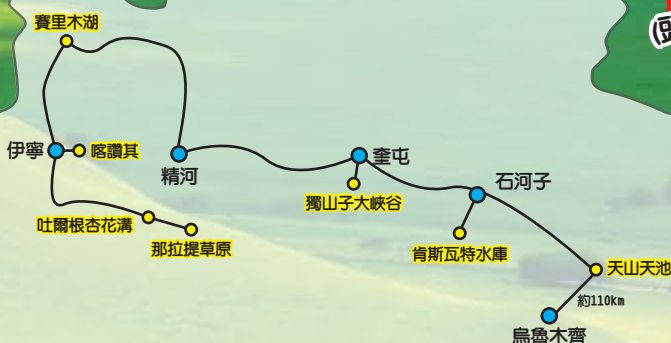 賽里木湖
(頭
伊寧
喀讚其
精河
奎屯
獨山子大峽谷
石河子
吐爾根杏花溝
那拉提草原
肯斯瓦特水庫
天山天池
約110km
烏魯木齊